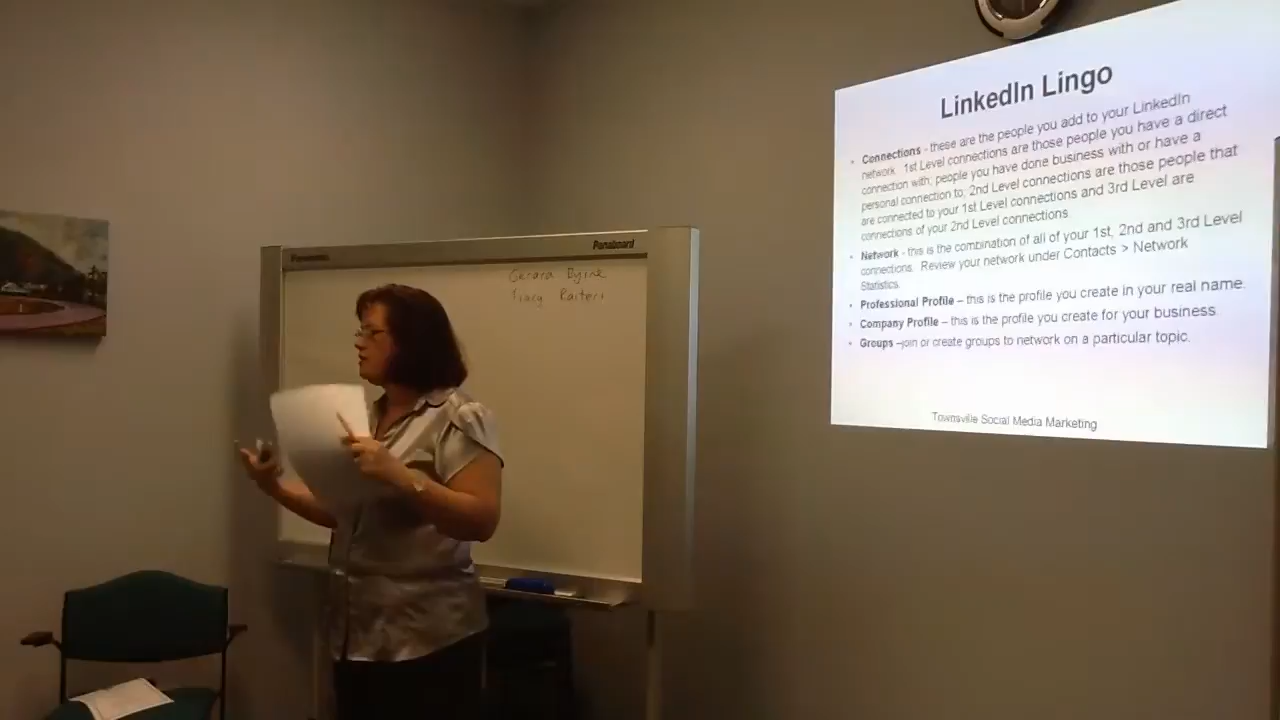 Panasonic
Panaboard
Gerard Byrne
Tracy Raiteri
LinkedIn Lingo
• Connections - these are the people you add to your LinkedIn
network. 1st Level connections are those people you have a direct
connection with, people you have done business with or have a
personal connection to, 2nd Level connections are those people that
are connected to your 1st Level connections and 3rd Level are
connections of your 2nd Level connections.
• Network - this is the combination of all of your 1st, 2nd and 3rd Level
connections. Review your network under Contacts > Network
Statistics.
• Professional Profile – this is the profile you create in your real name.
• Company Profile – this is the profile you create for your business.
• Groups –join or create groups to network on a particular topic.
Townsville Social Media Marketing